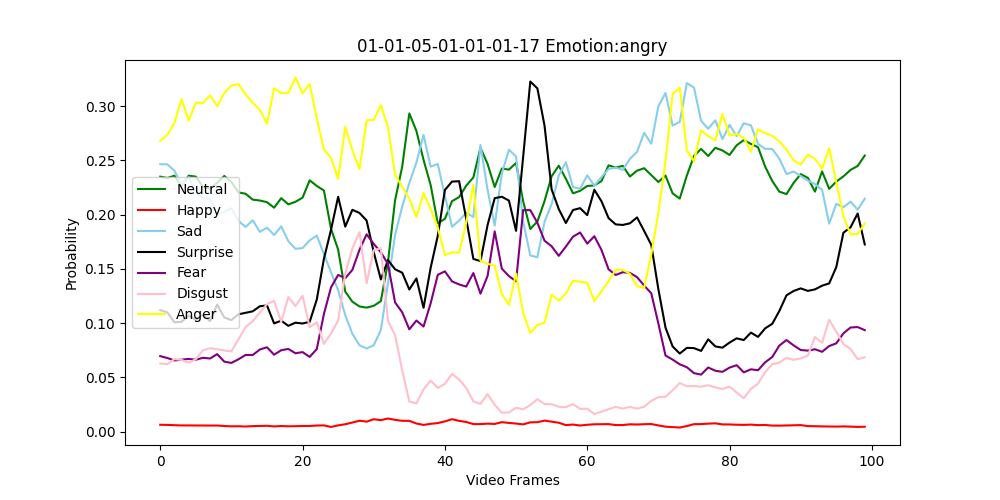 01-01-05-01-01-01-17 Emotion:angry
Probability
0.30
0.25
0.20
0.15
0.10
0.05
0.00
Neutral
Happy
Sad
Surprise
Fear
Disgust
Anger
0 20 40 60 80 100
Video Frames